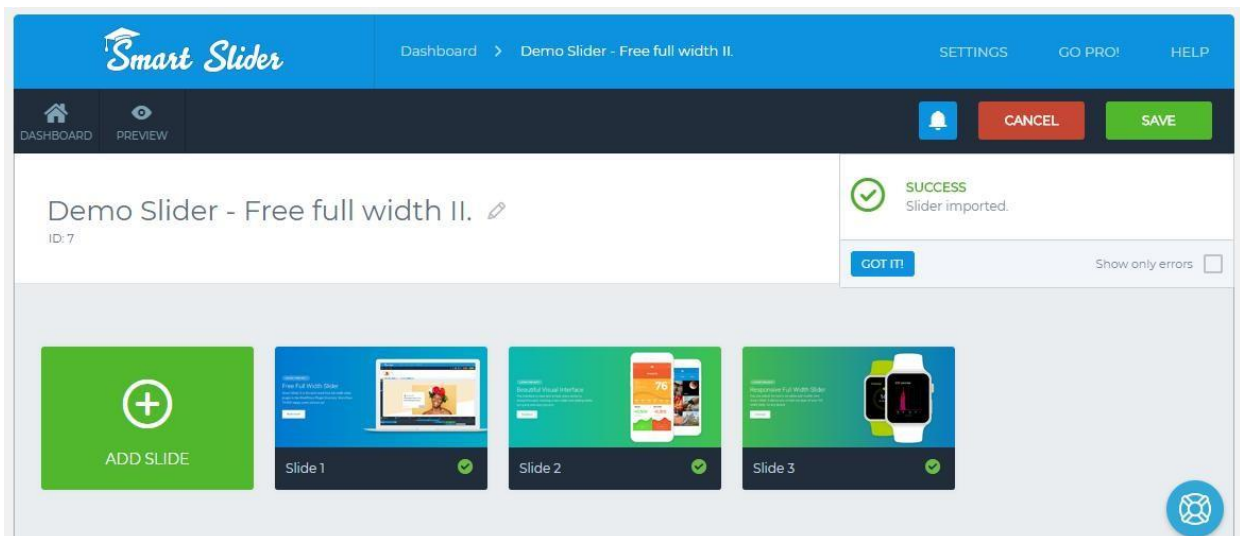 Smart Slider
Dashboard > Demo Slider - Free full width II.
SETTINGS GO PRO! HELP
DASHBOARD PREVIEW
CANCEL SAVE
Demo Slider - Free full width II.
ID: 7
SUCCESS
Slider imported.
GOT IT! Show only errors
ADD SLIDE
Free Full Width Slider
Beautiful Visual Interface
76
Responsive Full Width Slider
Slide 1
Slide 2
Slide 3